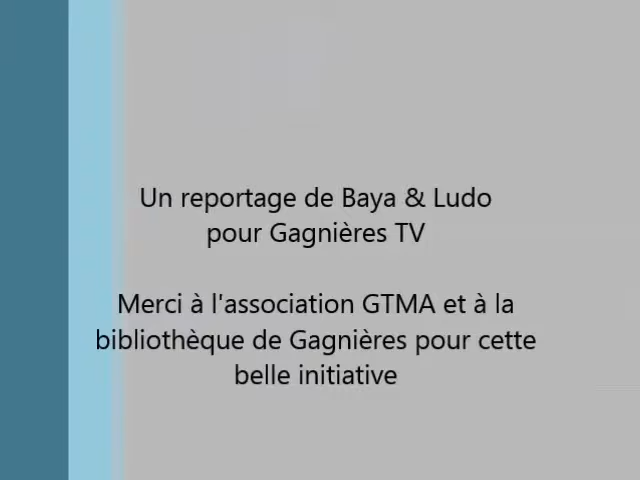 Un reportage de Baya & Ludo
pour Gagnières TV
Merci à l'association GTMA et à la
bibliothèque de Gagnières pour cette
belle initiative